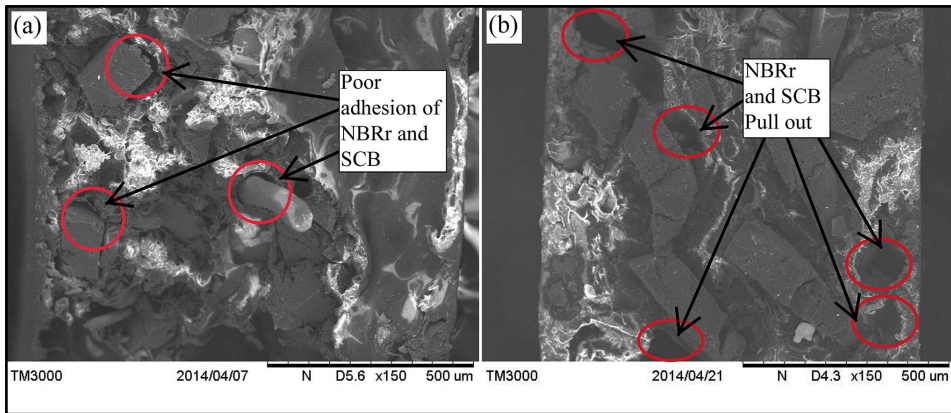 (a)
Poor
adhesion of
NBRr and
SCB
TM3000 2014/04/07 N D5.6 x150 500 um
(b)
NBRr
and SCB
Pull out
TM3000 2014/04/21 N D4.3 x150 500 um